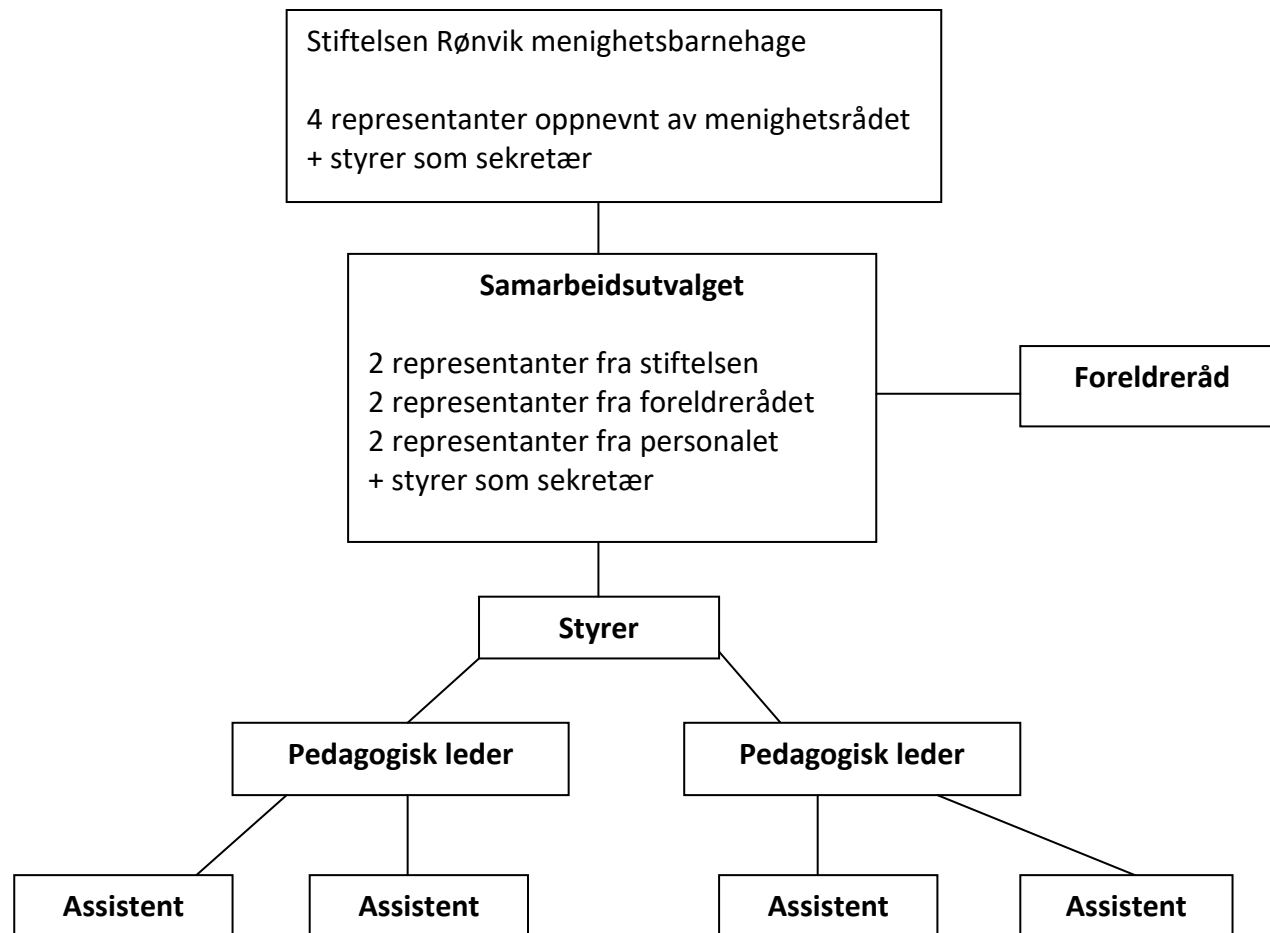 Stiftelsen Rønvik menighetsbarnehage
4 representanter oppnevnt av menighetsrådet
+ styrer som sekretær
Samarbeidsutvalget
2 representanter fra stiftelsen
2 representanter fra foreldrerådet
2 representanter fra personalet
+ styrer som sekretær
Foreldreråd
Styrer
Pedagogisk leder
Pedagogisk leder
Assistent
Assistent
Assistent
Assistent